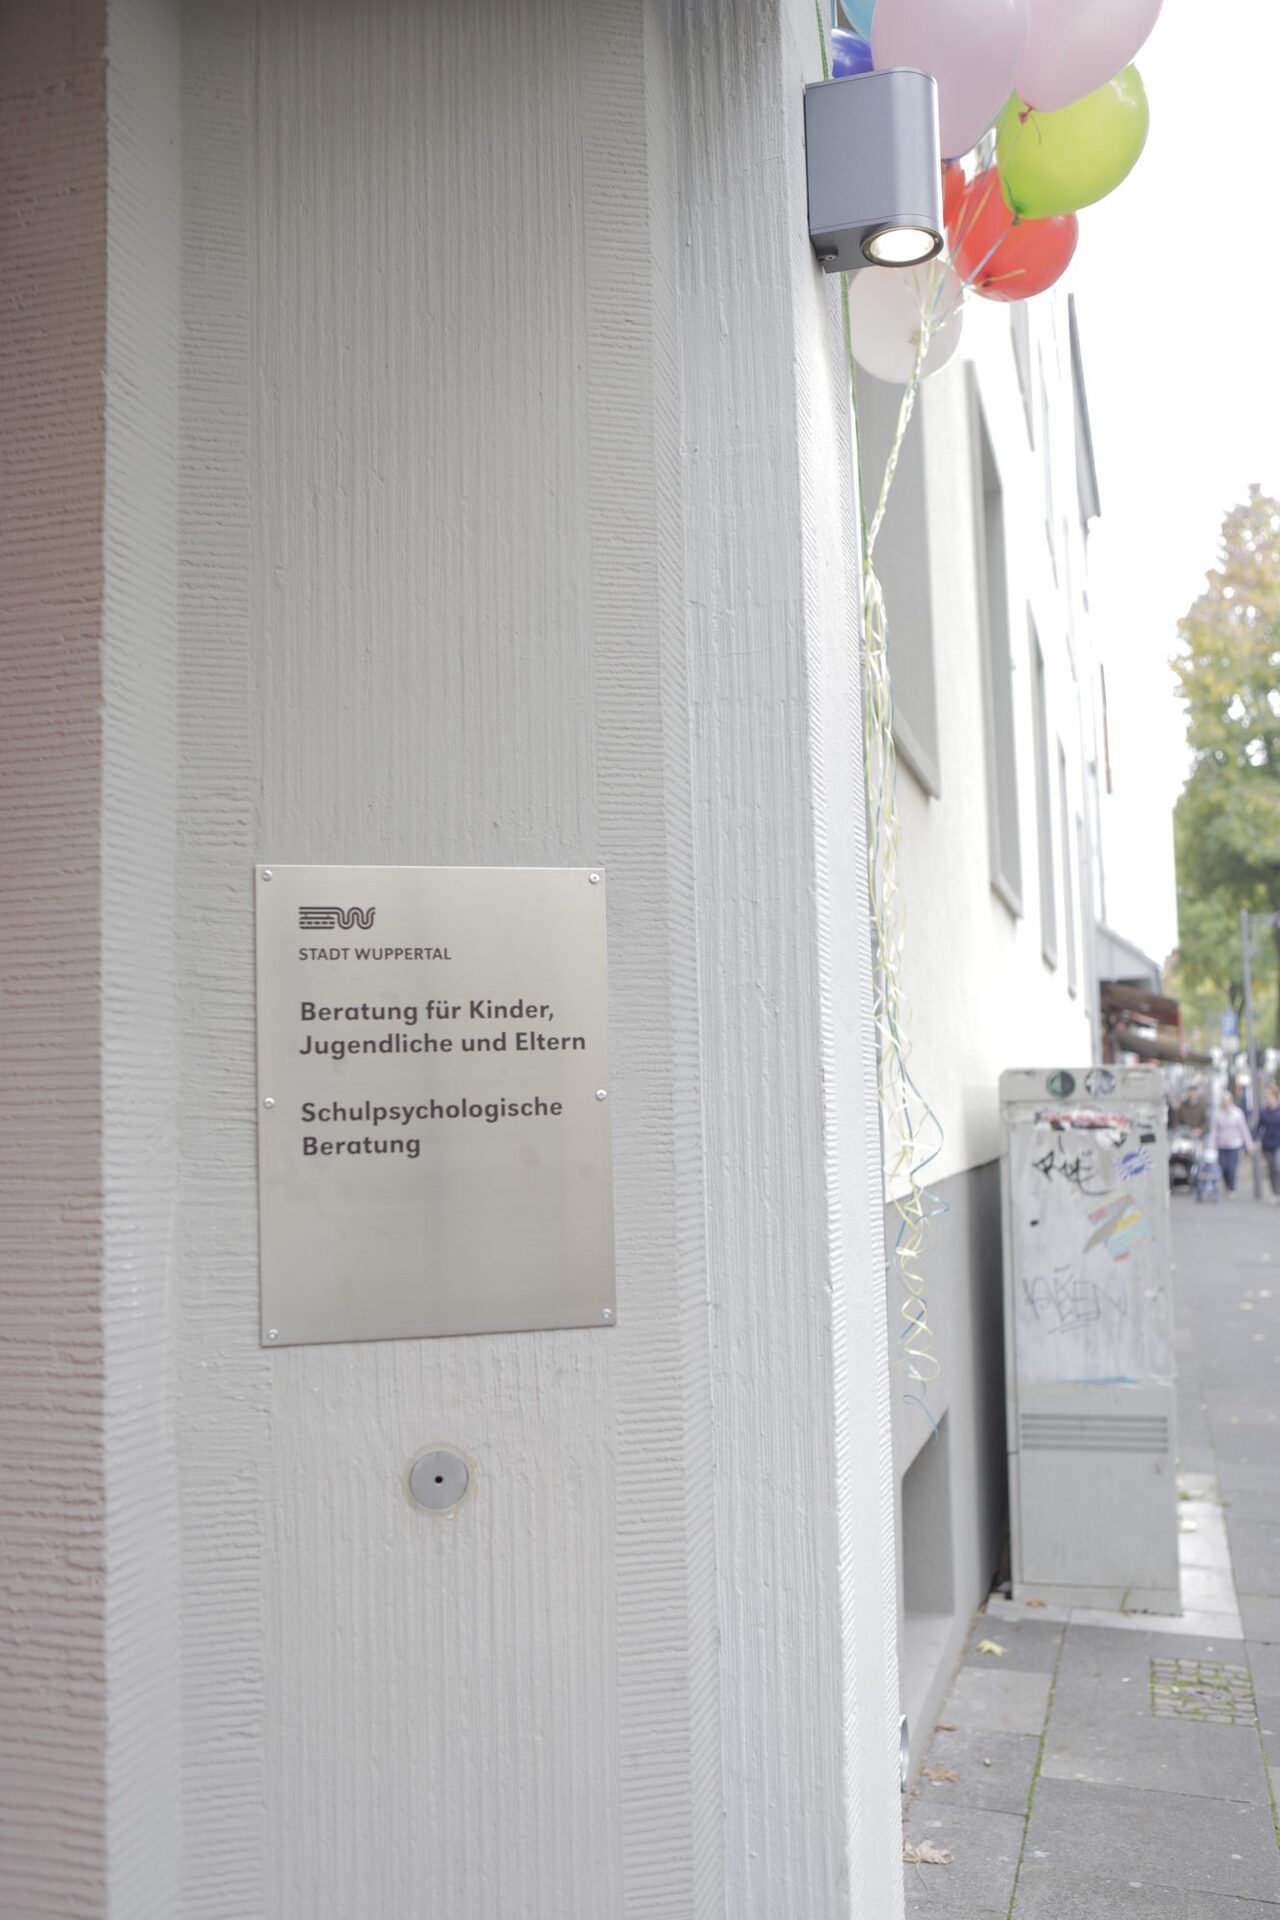 STADT WUPPERTAL
Beratung für Kinder,
Jugendliche und Eltern
Schulpsychologische
Beratung